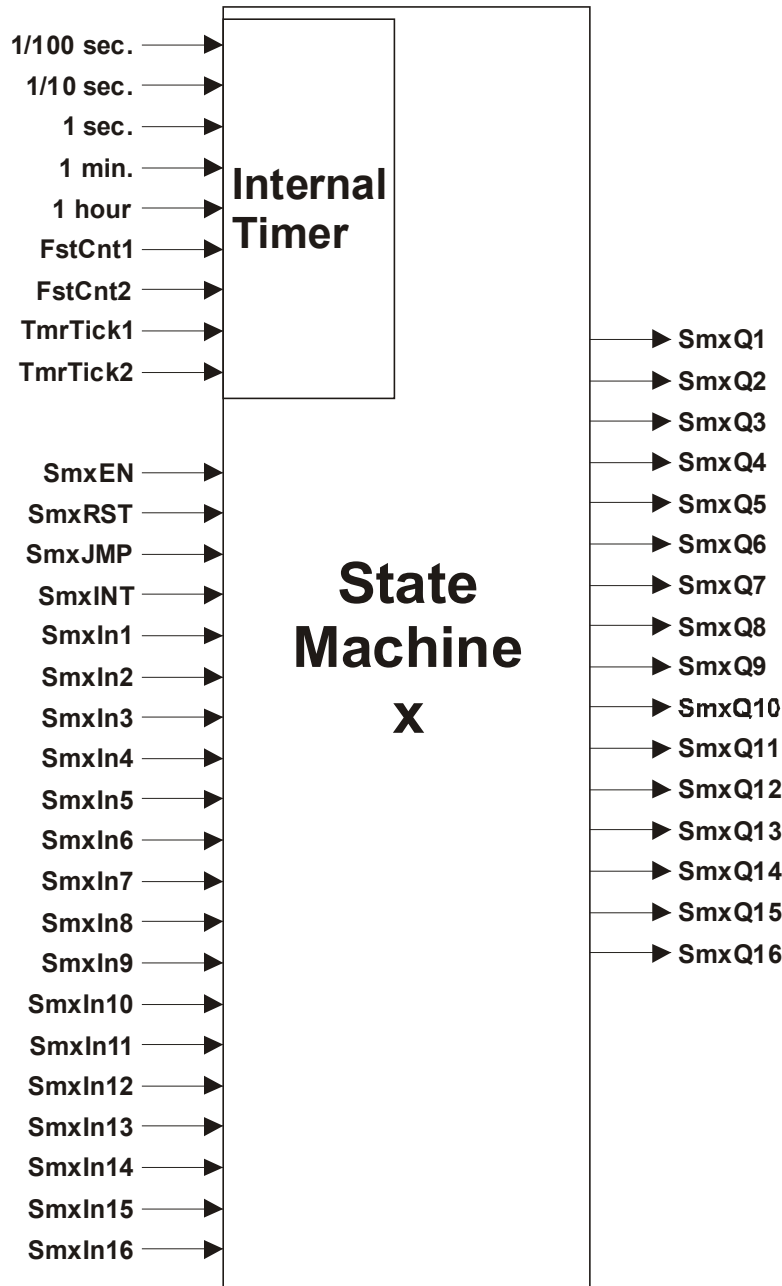 1/100 sec.
1/10 sec.
1 sec.
1 min.
1 hour
FstCnt1
FstCnt2
TmrTick1
TmrTick2
Internal
Timer
SmxEN
SmxRST
SmxJMP
SmxINT
SmxIn1
SmxIn2
SmxIn3
SmxIn4
SmxIn5
SmxIn6
SmxIn7
SmxIn8
SmxIn9
SmxIn10
SmxIn11
SmxIn12
SmxIn13
SmxIn14
SmxIn15
SmxIn16
State
Machine
x
SmxQ1
SmxQ2
SmxQ3
SmxQ4
SmxQ5
SmxQ6
SmxQ7
SmxQ8
SmxQ9
SmxQ10
SmxQ11
SmxQ12
SmxQ13
SmxQ14
SmxQ15
SmxQ16